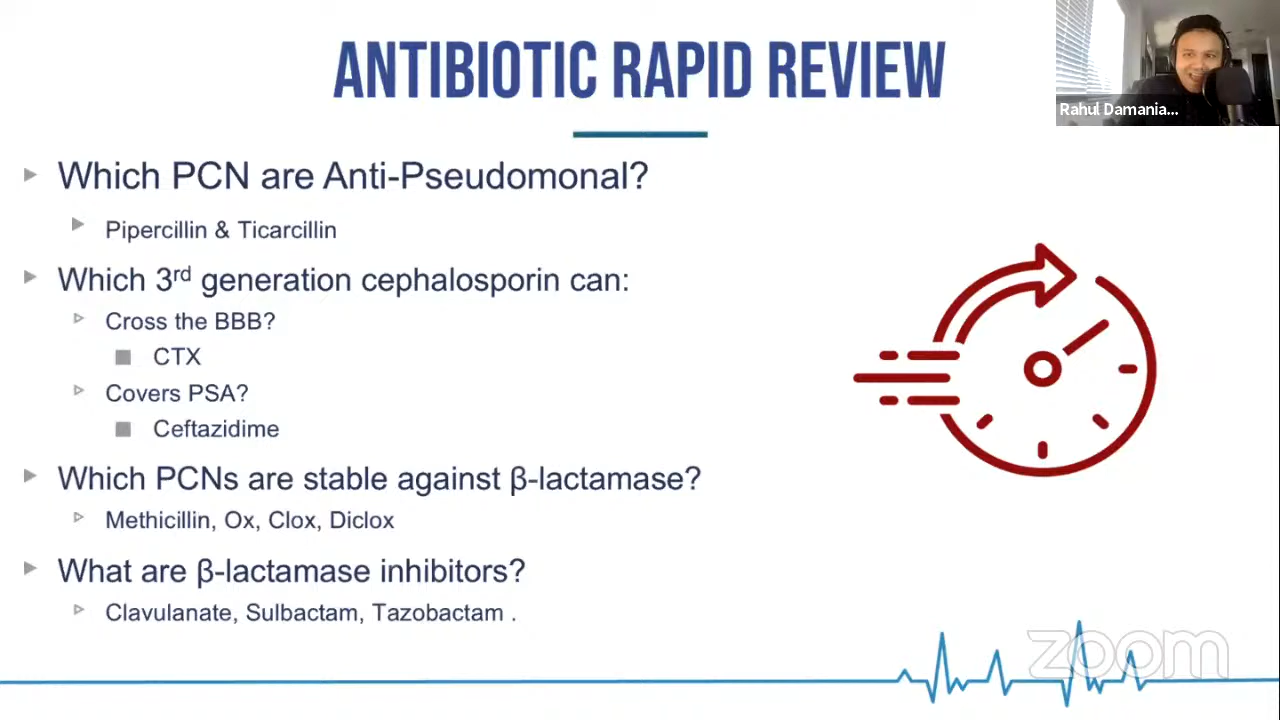 ANTIBIOTIC RAPID REVIEW
Rahul Damania...
Which PCN are Anti-Pseudomonal?
Pipercillin & Ticarcillin
Which 3rd generation cephalosporin can:
Cross the BBB?
CTX
Covers PSA?
Ceftazidime
Which PCNs are stable against β-lactamase?
Methicillin, Ox, Clox, Diclox
What are β-lactamase inhibitors?
Clavulanate, Sulbactam, Tazobactam .
zoom